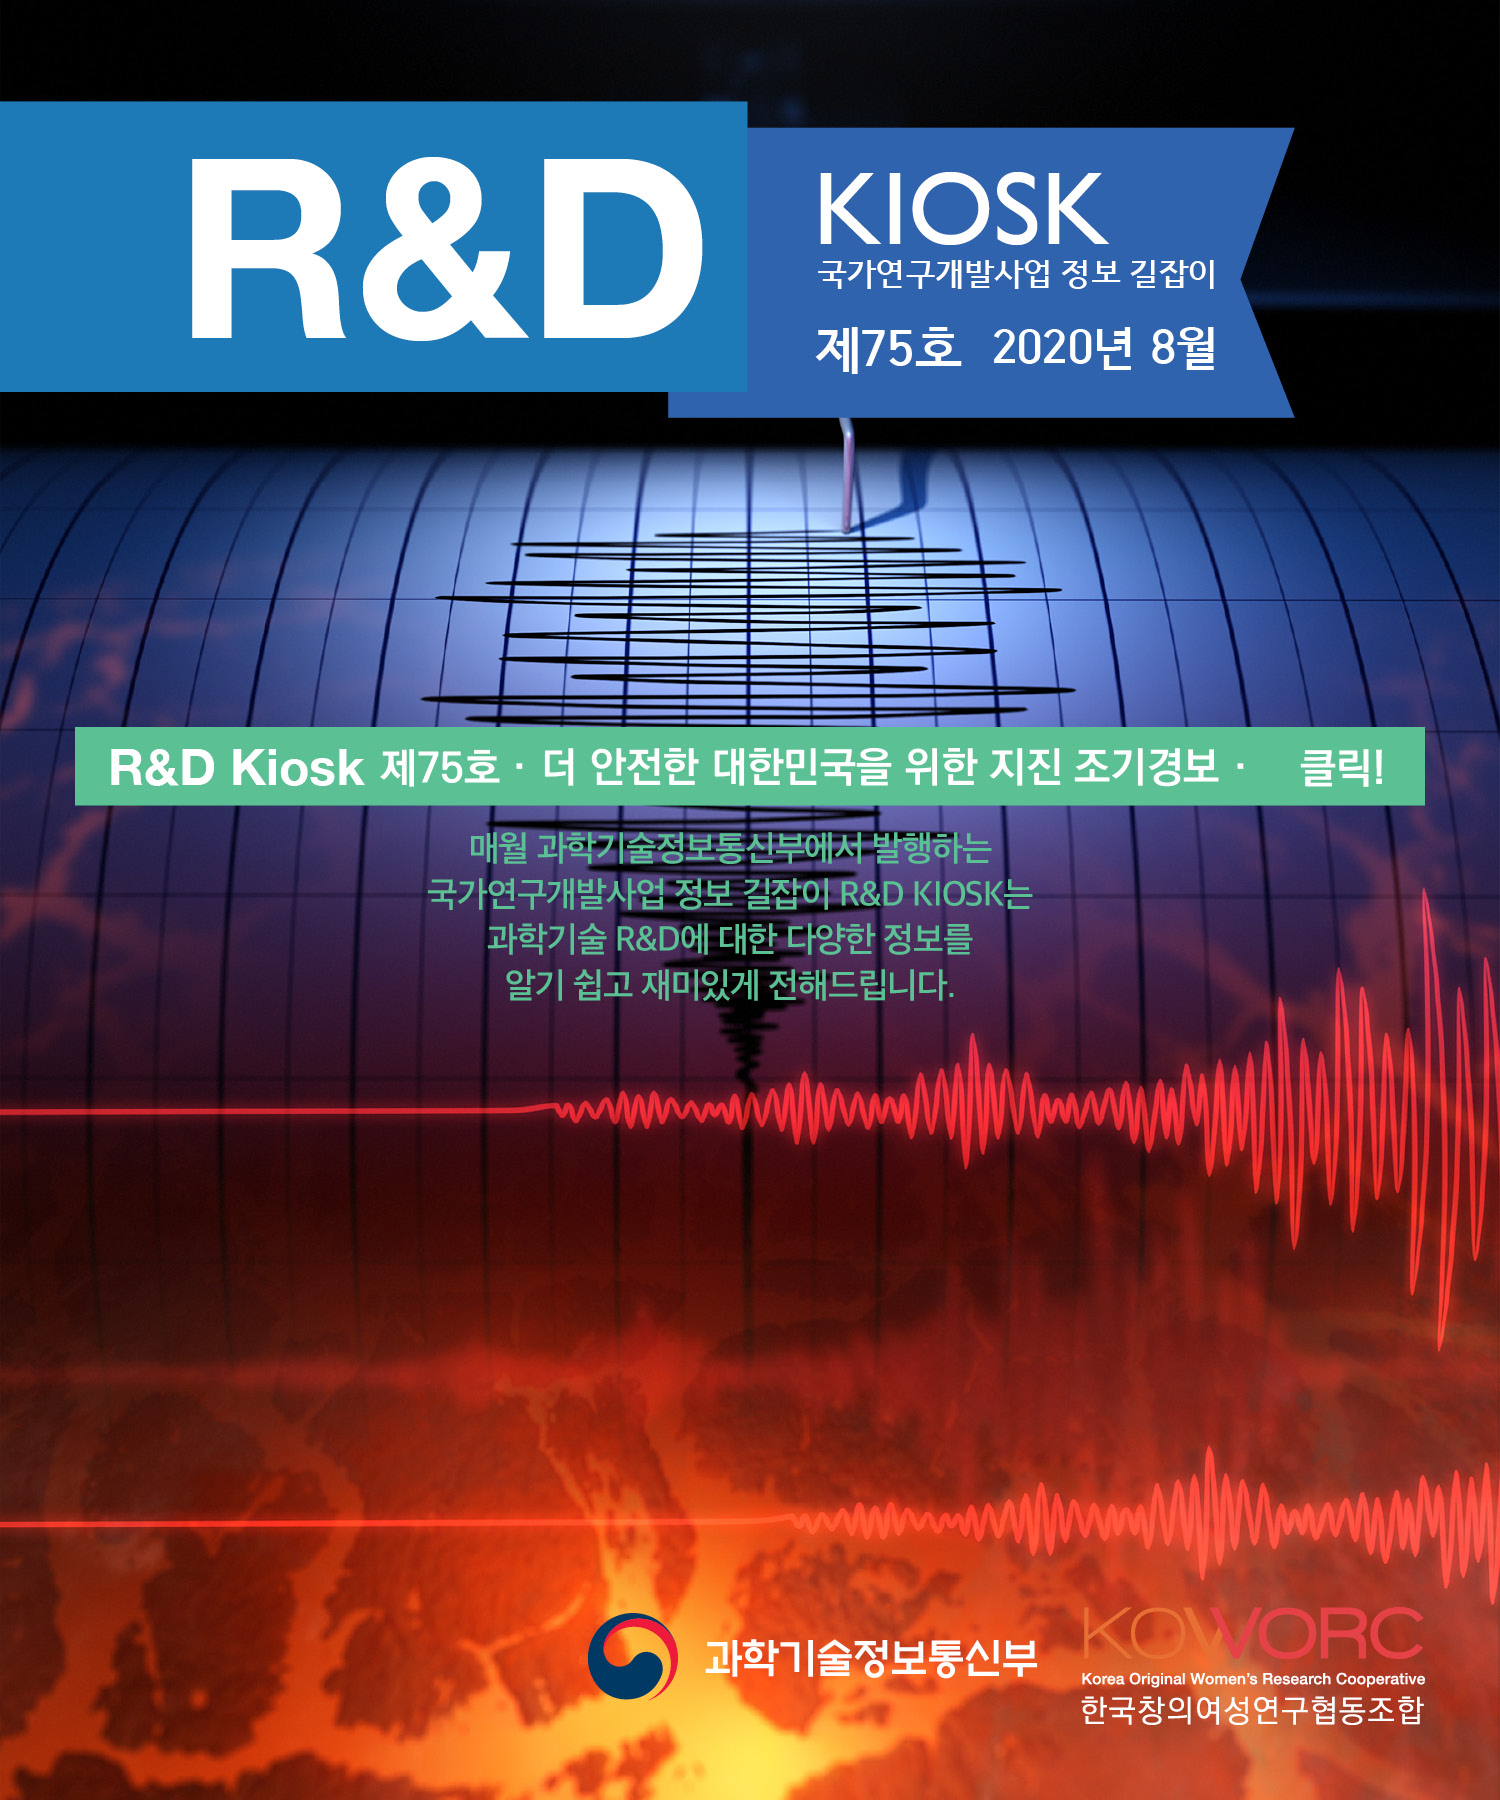 R&D
KIOSK
국가연구개발사업 정보 길잡이
제75호 2020년 8월
R&D Kiosk 제75호 · 더 안전한 대한민국을 위한 지진 조기경보 · 클릭!
매월 과학기술정보통신부에서 발행하는
국가연구개발사업 정보 길잡이 R&D KIOSK는
과학기술 R&D에 대한 다양한 정보를
알기 쉽고 재미있게 전해드립니다.
과학기술정보통신부
KOWORC
Korea Original Women's Research Cooperative
한국창의여성연구협동조합